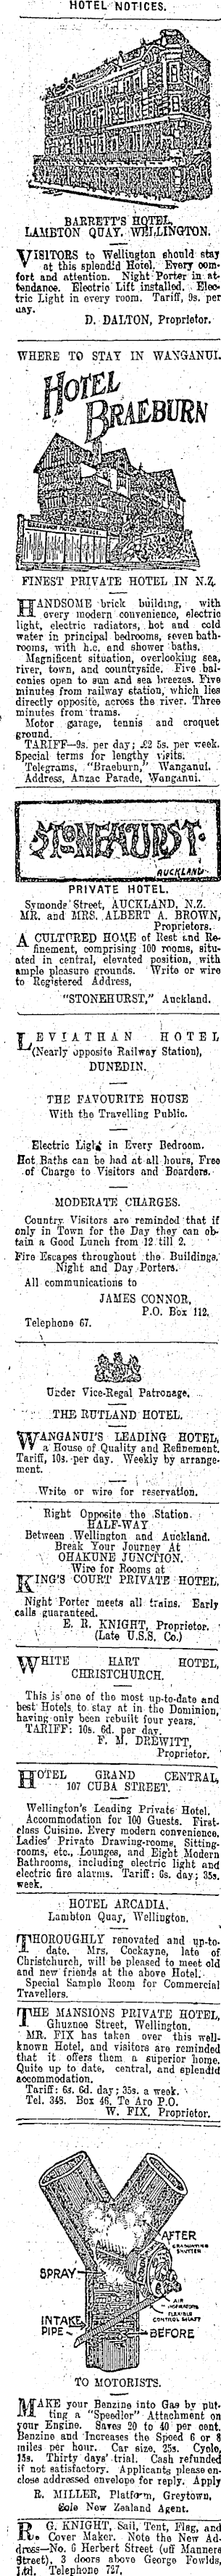 HOTEL NOTICES.
BARRETT'S HOTEL,
LAMBTON QUAY, WELLINGTON.
VISITORS to Wellington should stay
at this splendid Hotel. Every com-
fort and attention. Night Porter in at-
tendance. Electric Lift installed. Elec-
tric Light in every room. Tariff, 9s. per
day.
D. DALTON, Proprietor.
WHERE TO STAY IN WANGANUI.
HOTEL
BRAEBURN
FINEST PRIVATE HOTEL IN N.Z.
HANDSOME brick building, with
every modern convenience, electric
light, electric radiators, hot and cold
water in principal bedrooms, seven bath-
rooms, with h.c. and shower baths.
Magnificent situation, overlooking sea,
river, town, and countryside. Five bal-
conies open to sun and sea breezes. Five
minutes from railway station, which lies
directly opposite, across the river. Three
minutes from trams.
Motor garage, tennis and croquet
ground.
TARIFF—9s. per day; £2 5s. per week.
Special terms for lengthy visits.
Telegrams, "Braeburn," Wanganui.
Address, Anzac Parade, Wanganui.
STONEHURST
AUCKLAND
PRIVATE HOTEL.
Symonds Street, AUCKLAND, N.Z.
MR. and MRS. ALBERT A. BROWN,
Proprietors.
A CULTURED HOME of Rest and Re-
finement, comprising 100 rooms, situ-
ated in central, elevated position, with
ample pleasure grounds. Write or wire
to Registered Address,
"STONEHURST," Auckland.
LEVIATHAN HOTEL
(Nearly opposite Railway Station),
DUNEDIN.
THE FAVOURITE HOUSE
With the Travelling Public.
Electric Light in Every Bedroom.
Hot Baths can be had at all hours, Free
of Charge to Visitors and Boarders.
MODERATE CHARGES.
Country Visitors are reminded that if
only in Town for the Day they can ob-
tain a Good Lunch from 12 till 2.
Fire Escapes throughout the Buildings.
Night and Day Porters.
All communications to
JAMES CONNOR,
P.O. Box 112.
Telephone 67.
Under Vice-Regal Patronage.
THE RUTLAND HOTEL.
WANGANUI'S LEADING HOTEL,
a House of Quality and Refinement.
Tariff, 10s. per day. Weekly by arrange-
ment.
Write or wire for reservation.
Right Opposite the Station.
HALF-WAY
Between Wellington and Auckland.
Break Your Journey At
OHAKUNE JUNCTION.
Wire for Rooms at
KING'S COURT PRIVATE HOTEL.
Night Porter meets all trains. Early
calls guaranteed.
E. R. KNIGHT, Proprietor.
(Late U.S.S. Co.)
WHITE HART HOTEL,
CHRISTCHURCH.
This is one of the most up-to-date and
best Hotels to stay at in the Dominion,
having only been rebuilt four years.
TARIFF: 10s. 6d. per day.
F. M. DREWITT,
Proprietor.
HOTEL GRAND CENTRAL,
107 CUBA STREET.
Wellington's Leading Private Hotel.
Accommodation for 100 Guests. First-
class Cuisine. Every modern convenience.
Ladies' Private Drawing-rooms, Sitting-
rooms, etc., Lounges, and Eight Modern
Bathrooms, including electric light and
electric fire alarms. Tariff: 6s. day; 35s.
week.
HOTEL ARCADIA.
Lambton Quay, Wellington.
THOROUGHLY renovated and up-to-
date. Mrs. Cockayne, late of
Christchurch, will be pleased to meet old
and new friends at the above Hotel.
Special Sample Room for Commercial
Travellers.
THE MANSIONS PRIVATE HOTEL,
Ghuznee Street, Wellington.
MR. FIX has taken over this well-
known Hotel, and visitors are reminded
that it offers them a superior home.
Quite up to date, central, and splendid
accommodation.
Tariff: 6s. 6d. day; 35s. a week.
Tel. 348. Box 46, Te Aro P.O.
W. FIX, Proprietor.
AFTER
SPRAY
AIR
FLEXIBLE
CONTROL SHAFT
INTAKE
PIPE
BEFORE
TO MOTORISTS.
MAKE your Benzine into Gas by put-
ting a "Speedior" Attachment on
your Engine. Saves 20 to 40 per cent.
Benzine and Increases the Speed 6 or 8
miles per hour. Car size, 25s. Cycle,
15s. Thirty days' trial. Cash refunded
if not satisfactory. Applicants please en-
close addressed envelope for reply. Apply
R. MILLER, Platform, Greytown,
Sole New Zealand Agent.
R. G. KNIGHT, Sail, Tent, Flag, and
Cover Maker. Note the New Ad-
dress—No. 6 Herbert Street (off Manners
Street), 3 doors above George Fowlds,
Ltd. Telephone 727.